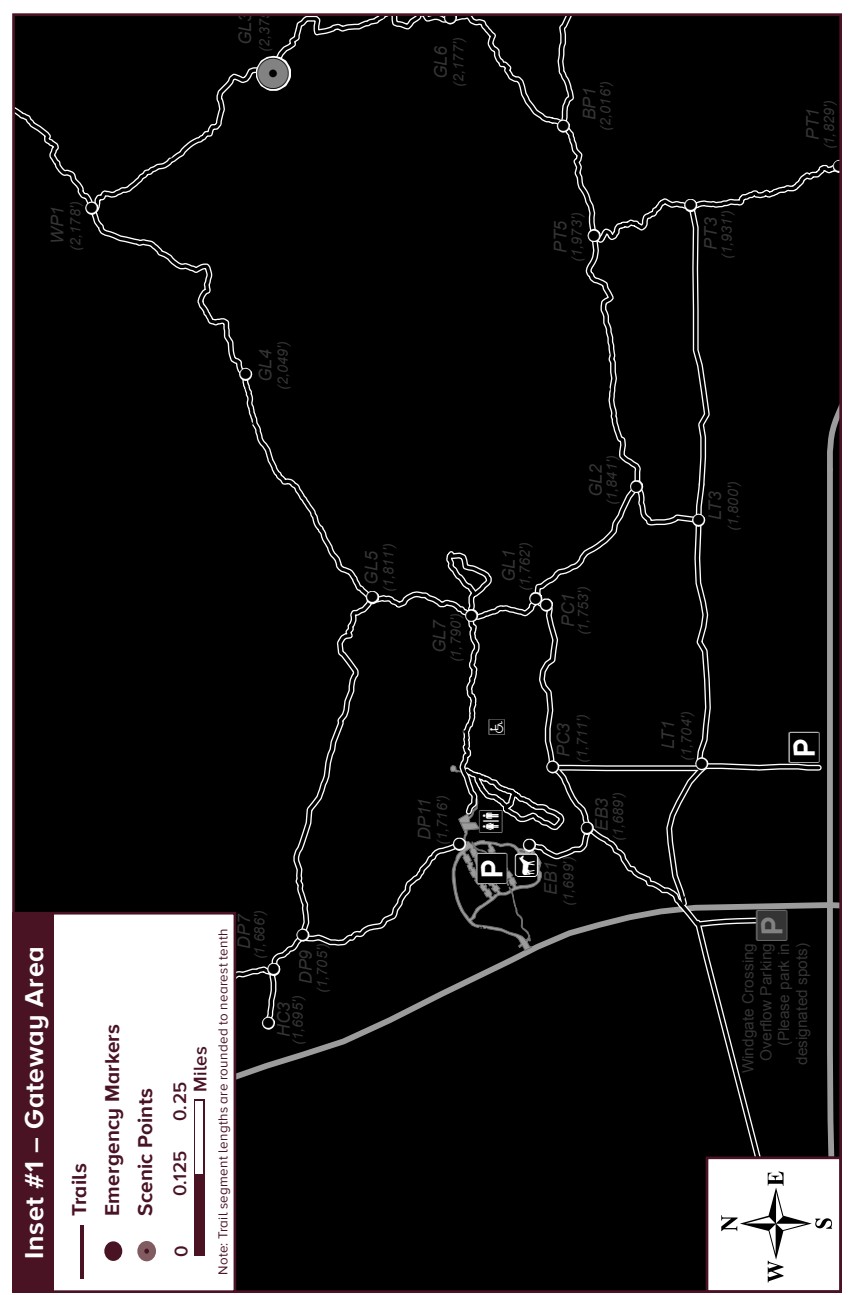 Inset #1 – Gateway Area
Trails
Emergency Markers
Scenic Points
0 0.125 0.25
Miles
Note: Trail segment lengths are rounded to nearest tenth
WP1
(2,178')
GL6
(2,177')
BP1
(2,016')
PT1
(1,829')
PT5
(1,973')
PT3
(1,931')
GL4
(2,049')
GL2
(1,841')
LT3
(1,800')
GL5
(1,811')
GL7
(1,790')
GL1
(1,762')
PC1
(1,753')
PC3
(1,711')
LT1
(1,704')
P
DP11
(1,716')
P
EB1
(1,699')
EB3
(1,689')
DP7
(1,686')
DP9
(1,705')
HC3
(1,695')
P
Windgate Crossing
Overflow Parking
(Please park in
designated spots)
N
W E
S